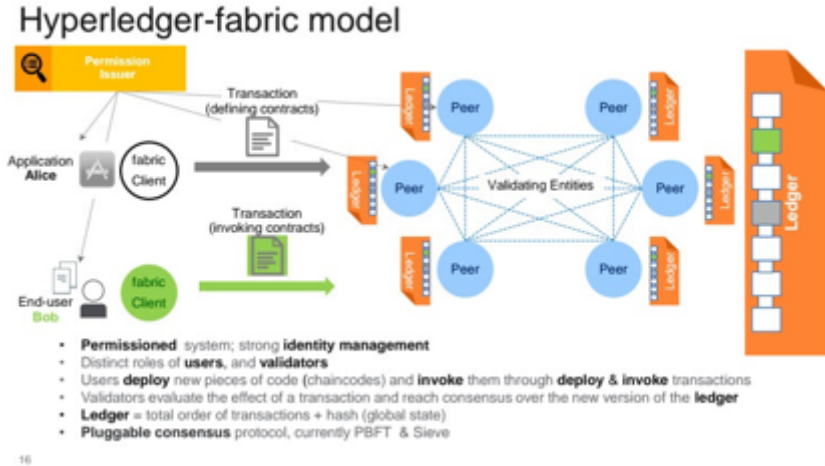 Hyperledger-fabric model
Permission
Issuer
Transaction
(defining contracts)
Application
Alice
fabric
Client
Transaction
(invoking contracts)
End-user
Bob
fabric
Client
Ledger
Peer
Peer
Ledger
Ledger
Peer
Validating Entities
Peer
Ledger
Ledger
Peer
Peer
Ledger
Ledger
• Permissioned system; strong identity management
• Distinct roles of users, and validators
• Users deploy new pieces of code (chaincodes) and invoke them through deploy & invoke transactions
• Validators evaluate the effect of a transaction and reach consensus over the new version of the ledger
• Ledger = total order of transactions + hash (global state)
• Pluggable consensus protocol, currently PBFT & Sieve
16